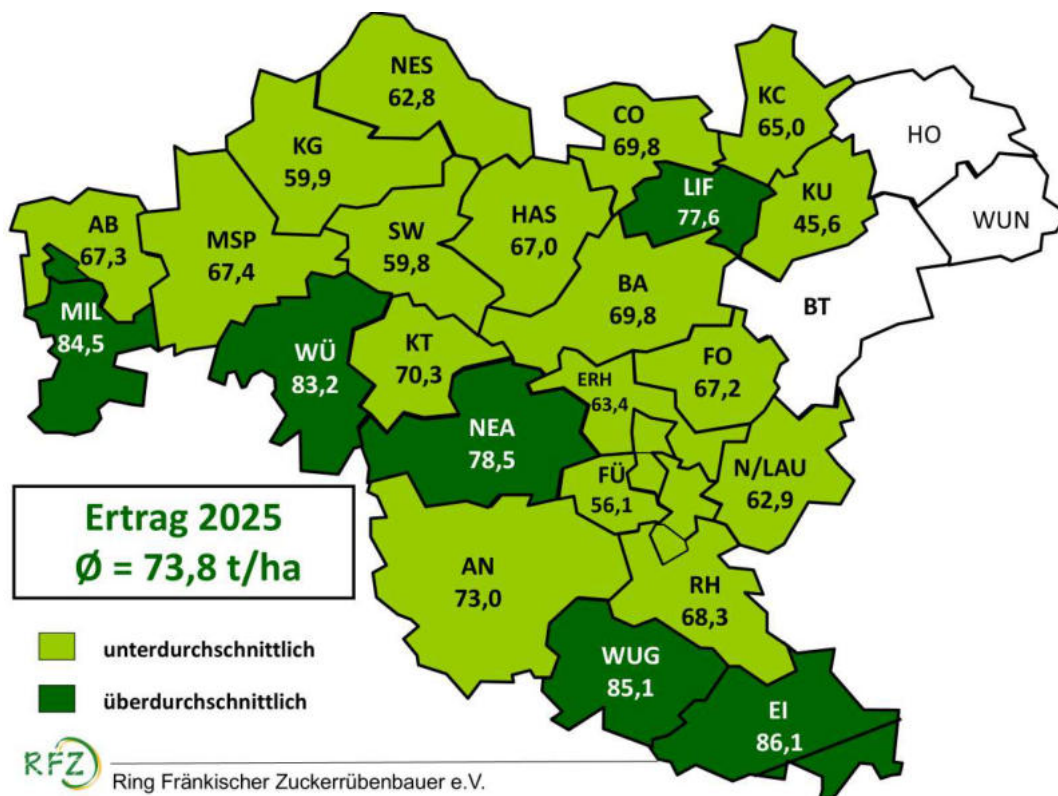 NES
62,8
KC
65,0
CO
69,8
HO
KG
59,9
LIF
77,6
KU
45,6
WUN
AB
67,3
MSP
67,4
SW
59,8
HAS
67,0
BA
69,8
BT
MIL
84,5
WÜ
83,2
KT
70,3
FO
67,2
ERH
63,4
NEA
78,5
N/LAU
62,9
FÜ
56,1
Ertrag 2025
Ø = 73,8 t/ha
AN
73,0
RH
68,3
unterdurchschnittlich
überdurchschnittlich
WUG
85,1
EI
86,1
RFZ
Ring Fränkischer Zuckerrübenbauer e.V.